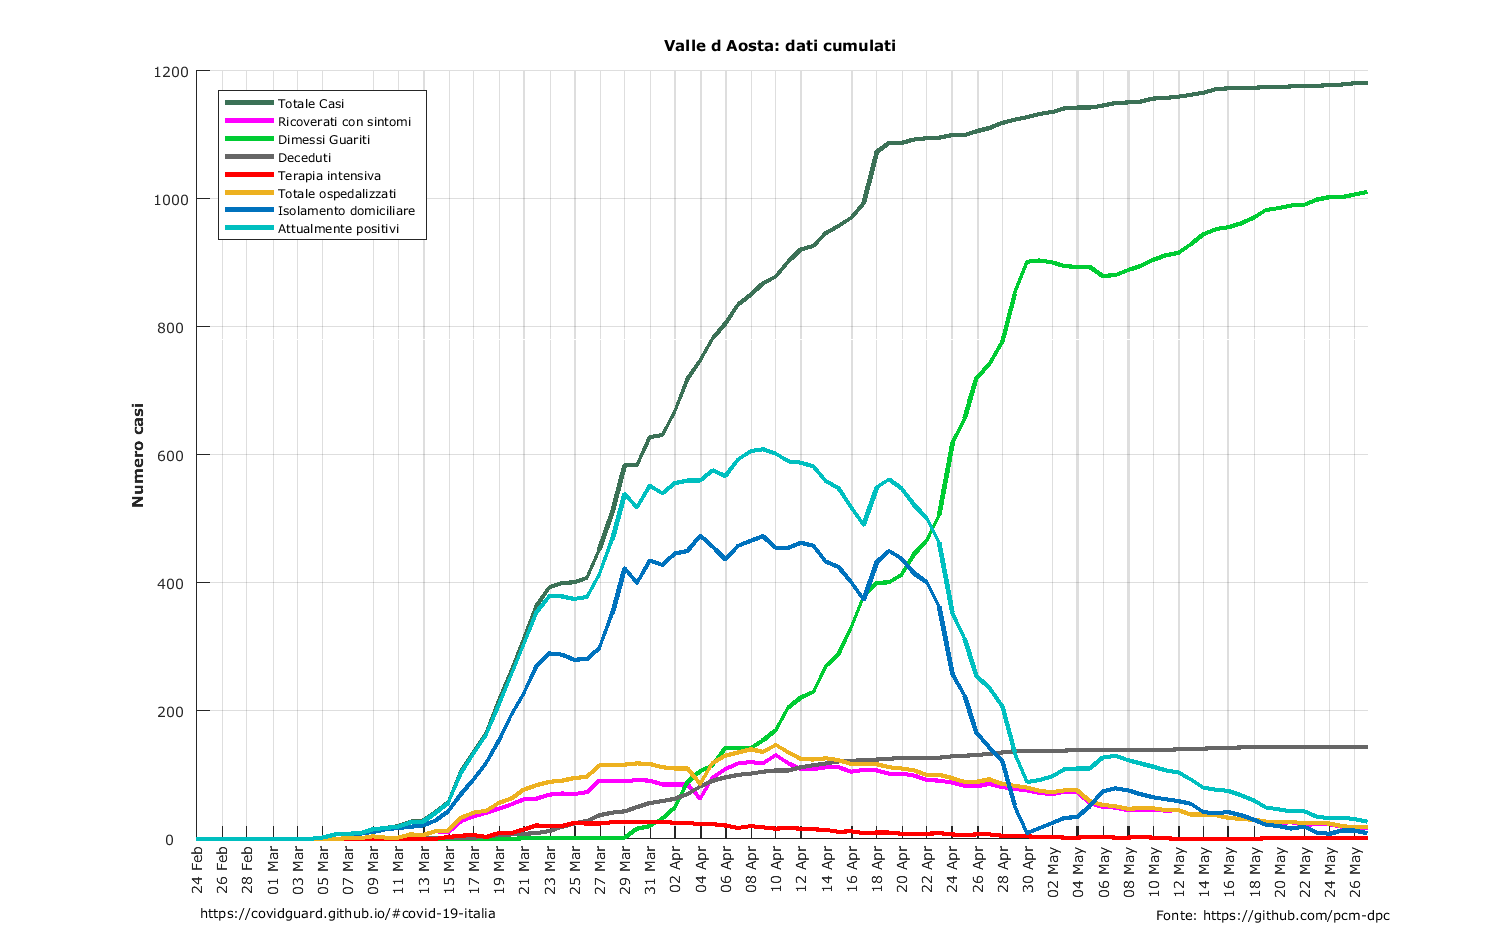 Valle d Aosta: dati cumulati
Numero casi
1200
1000
800
600
400
200
0
Totale Casi
Ricoverati con sintomi
Dimessi Guariti
Deceduti
Terapia intensiva
Totale ospedalizzati
Isolamento domiciliare
Attualmente positivi
24 Feb
26 Feb
28 Feb
01 Mar
03 Mar
05 Mar
07 Mar
09 Mar
11 Mar
13 Mar
15 Mar
17 Mar
19 Mar
21 Mar
23 Mar
25 Mar
27 Mar
29 Mar
31 Mar
02 Apr
04 Apr
06 Apr
08 Apr
10 Apr
12 Apr
14 Apr
16 Apr
18 Apr
20 Apr
22 Apr
24 Apr
26 Apr
28 Apr
30 Apr
02 May
04 May
06 May
08 May
10 May
12 May
14 May
16 May
18 May
20 May
22 May
24 May
26 May
https://covidguard.github.io/#covid-19-italia
Fonte: https://github.com/pcm-dpc